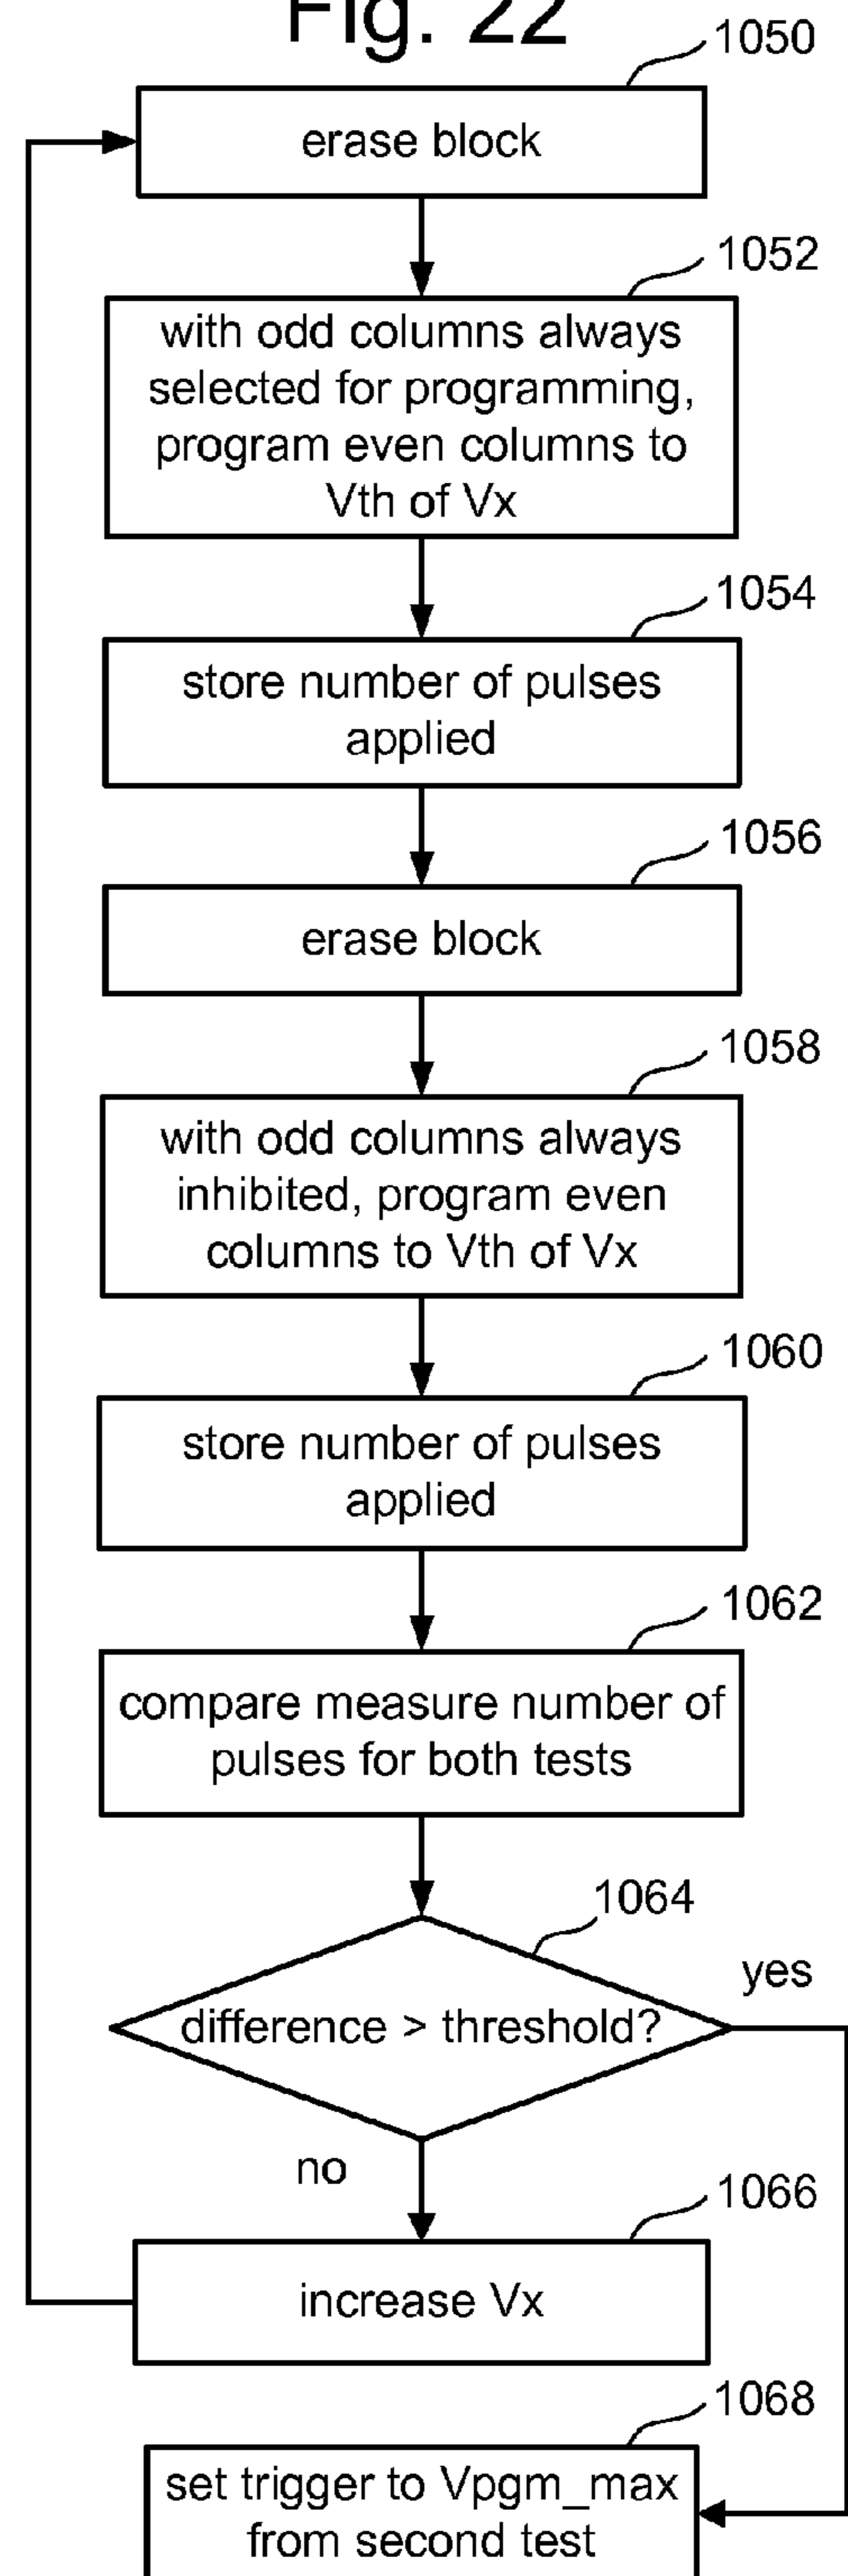 Fig. 22
1050
erase block
1052
with odd columns always
selected for programming,
program even columns to
Vth of Vx
1054
store number of pulses
applied
1056
erase block
1058
with odd columns always
inhibited, program even
columns to Vth of Vx
1060
store number of pulses
applied
1062
compare measure number of
pulses for both tests
1064
difference > threshold?
yes
no
1066
increase Vx
1068
set trigger to Vpgm_max
from second test